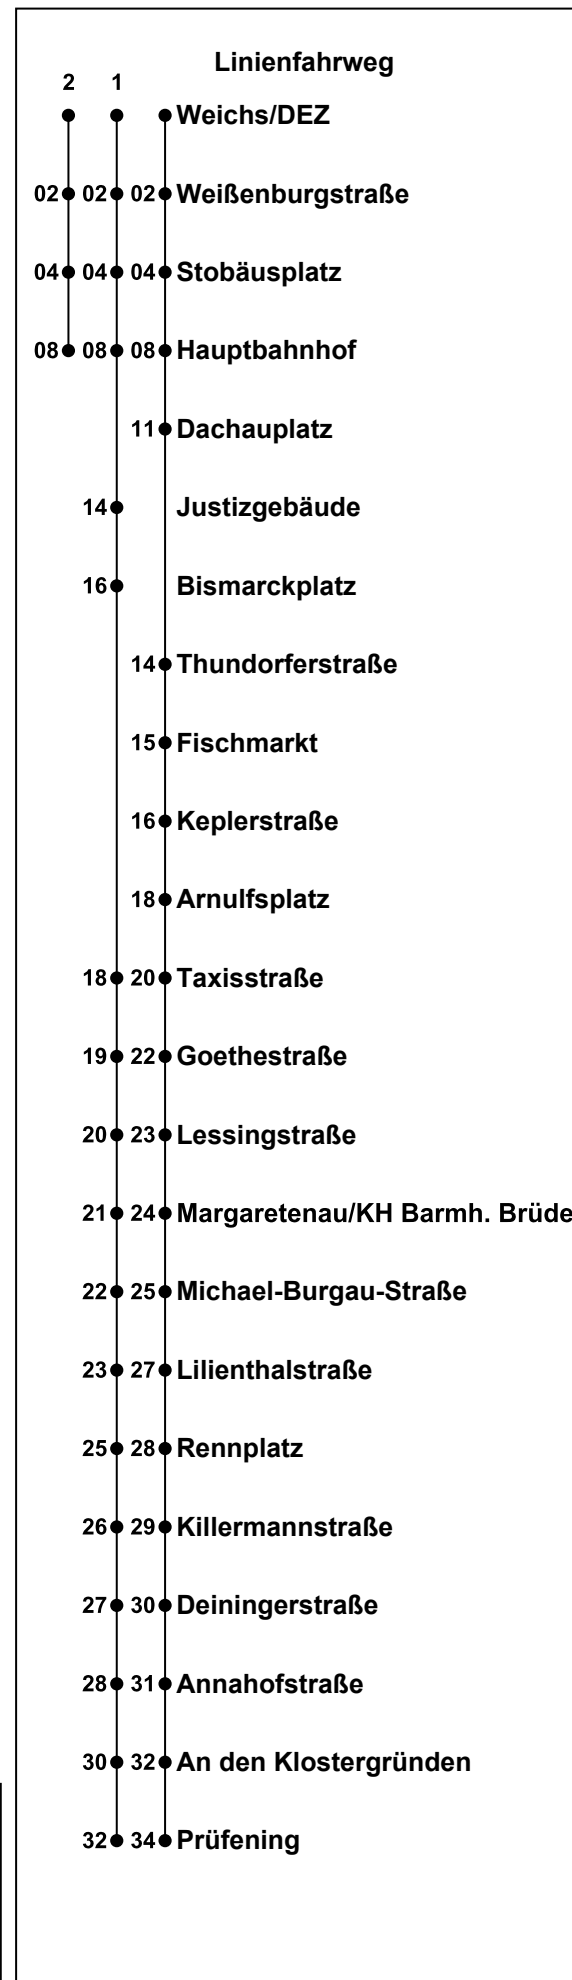 Linienfahrweg
2 1
Weichs/DEZ
02 02 02 Weißenburgstraße
04 04 04 Stobäusplatz
08 08 08 Hauptbahnhof
11 Dachauplatz
14 Justizgebäude
16 Bismarckplatz
14 Thundorferstraße
15 Fischmarkt
16 Keplerstraße
18 Arnulfsplatz
18 20 Taxisstraße
19 22 Goethestraße
20 23 Lessingstraße
21 24 Margaretenau/KH Barmh. Brüde
22 25 Michael-Burgau-Straße
23 27 Lilienthalstraße
25 28 Rennplatz
26 29 Killermannstraße
27 30 Deiningerstraße
28 31 Annahofstraße
30 32 An den Klostergründen
32 34 Prüfening